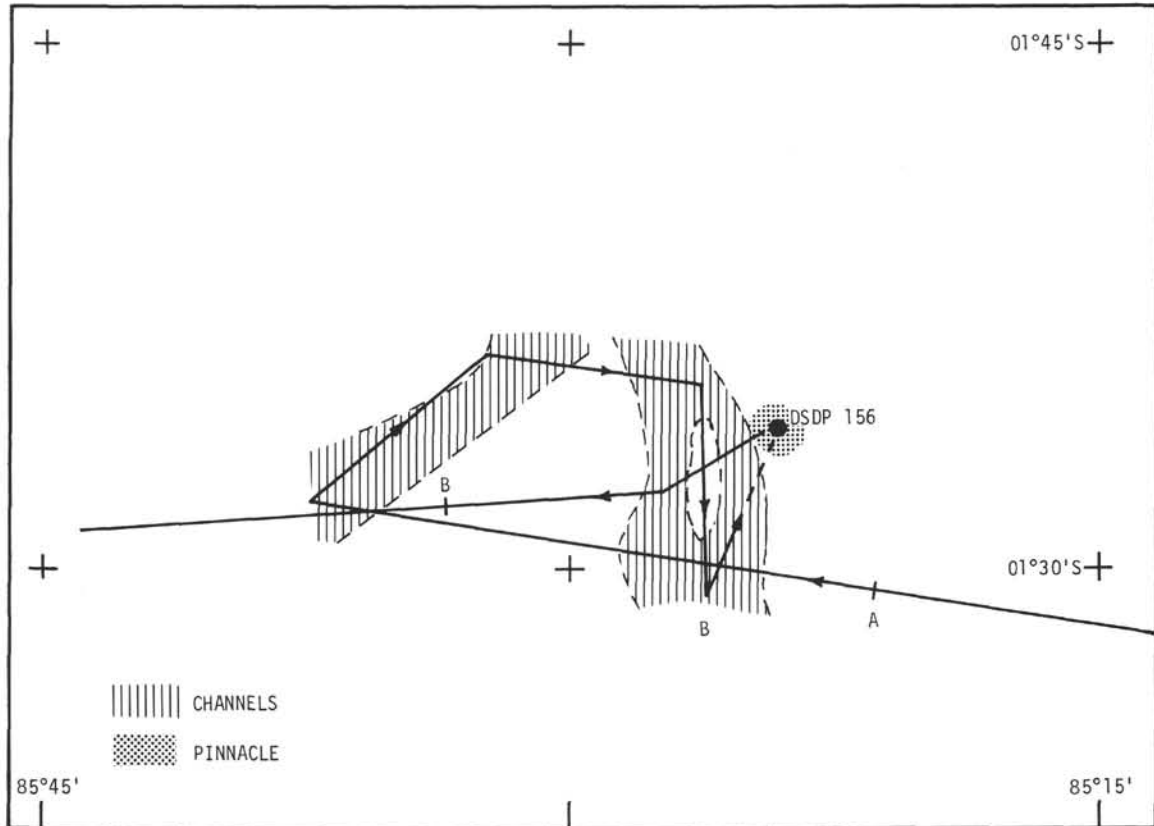 01°45'S
DSDP 156
B
01°30'S
B
A
CHANNELS
PINNACLE
85°45'
85°15'